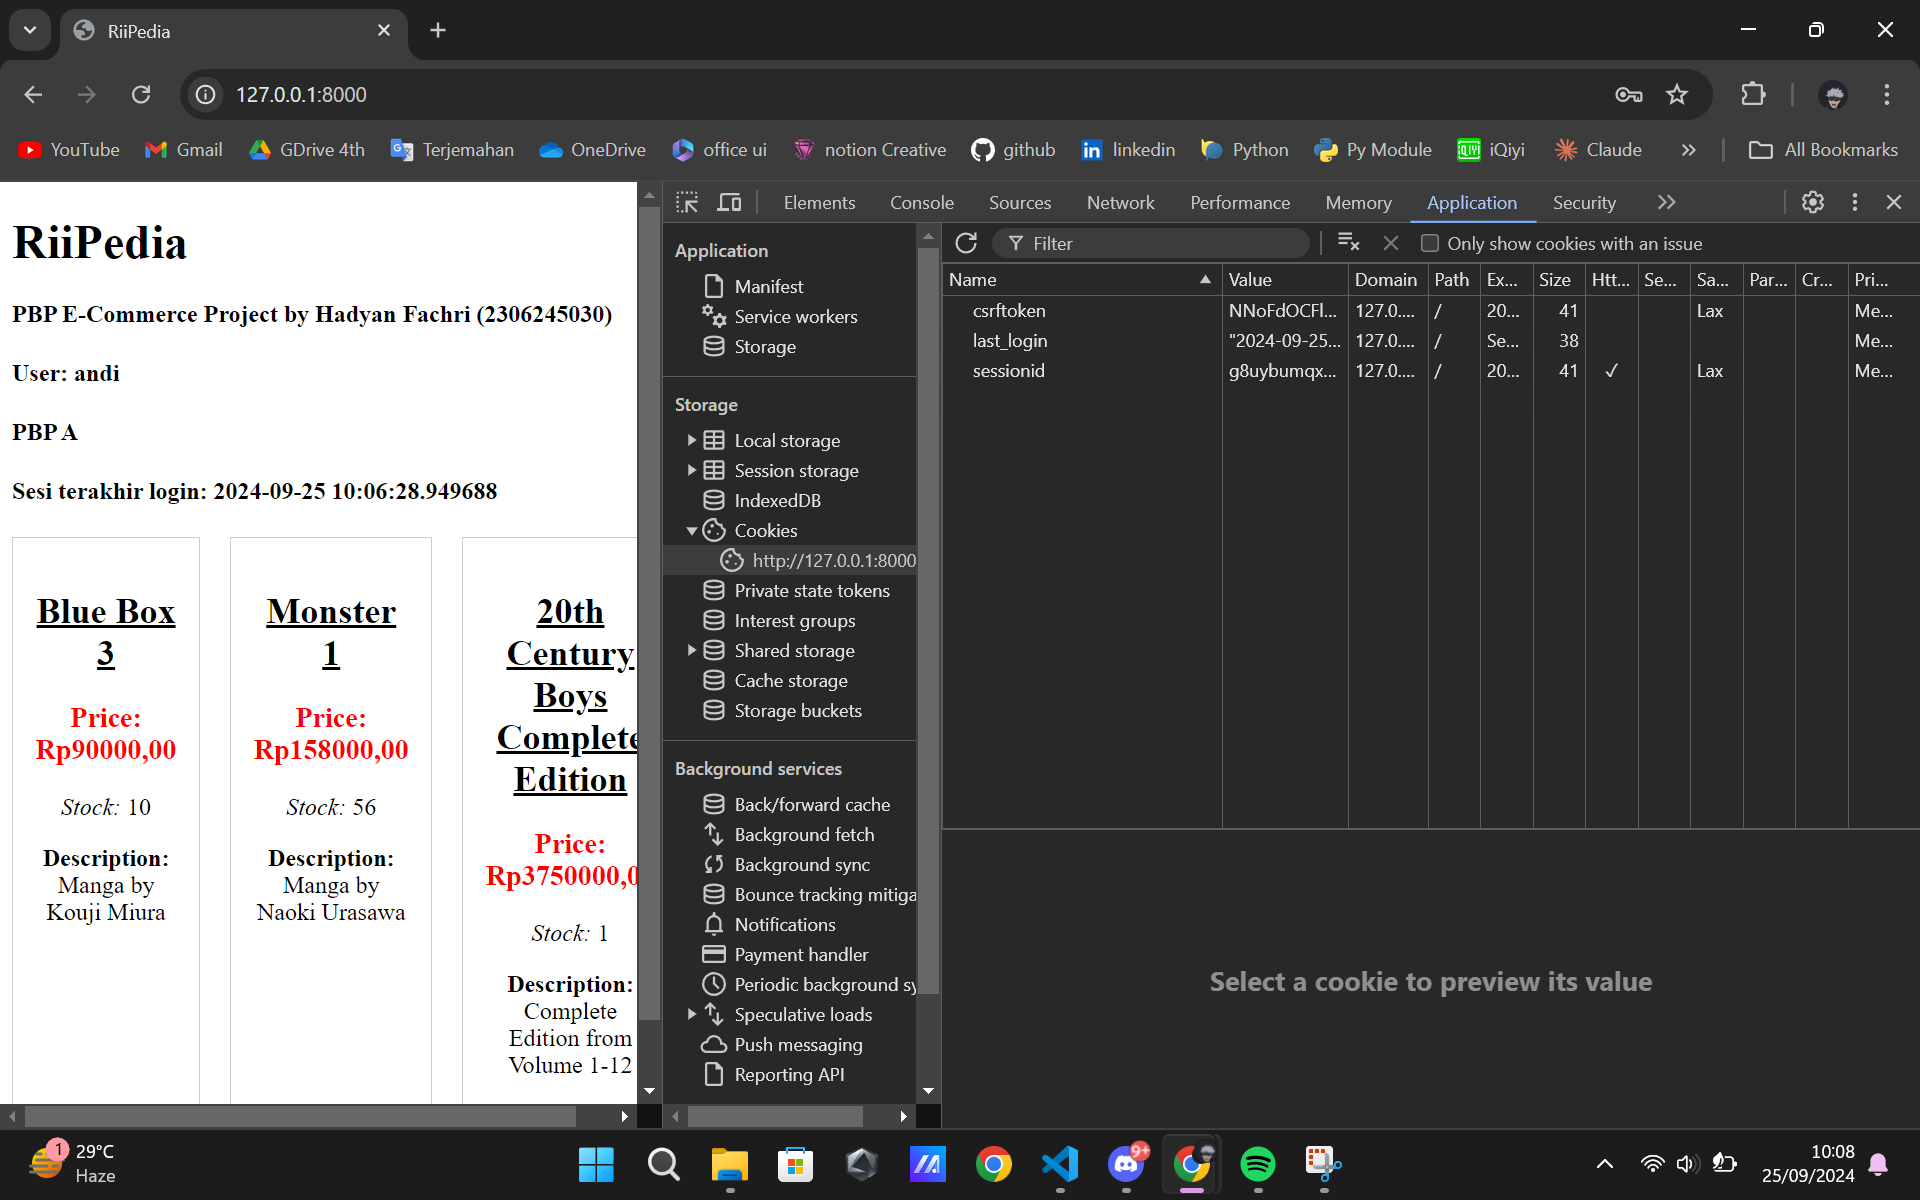 RiiPedia
127.0.0.1:8000
YouTube Gmail GDrive 4th Terjemahan OneDrive office ui notion Creative github linkedin Python Py Module iQiyi Claude All Bookmarks
RiiPedia
PBP E-Commerce Project by Hadyan Fachri (2306245030)
User: andi
PBP A
Sesi terakhir login: 2024-09-25 10:06:28.949688
Blue Box
3
Price:
Rp90000,00
Stock: 10
Description:
Manga by
Kouji Miura
Monster
1
Price:
Rp158000,00
Stock: 56
Description:
Manga by
Naoki Urasawa
20th
Century
Boys
Complete
Edition
Price:
Rp3750000,0
Stock: 1
Description:
Complete
Edition from
Volume 1-12
Elements Console Sources Network Performance Memory Application Security
Application
Manifest
Service workers
Storage
Storage
Local storage
Session storage
IndexedDB
Cookies
http://127.0.0.1:8000
Private state tokens
Interest groups
Shared storage
Cache storage
Storage buckets
Background services
Back/forward cache
Background fetch
Background sync
Bounce tracking mitiga
Notifications
Payment handler
Periodic background sy
Speculative loads
Push messaging
Reporting API
Filter Only show cookies with an issue
Name Value Domain Path Ex... Size Htt... Se... Sa... Par... Cr... Pri...
csrftoken NNoFdOCFl... 127.0.... / 20... 41 Lax Me...
last_login "2024-09-25... 127.0.... / Se... 38 Me...
sessionid g8uybumqx... 127.0.... / 20... 41 ✓ Lax Me...
Select a cookie to preview its value
1
29°C
Haze
9+
10:08
25/09/2024